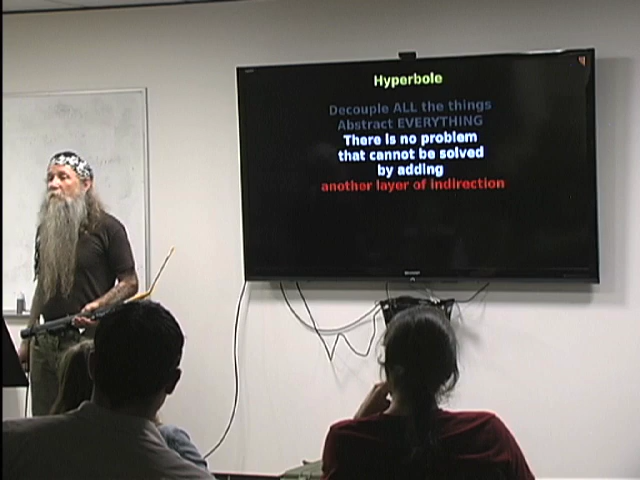 Hyperbole
Decouple ALL the things
Abstract EVERYTHING
There is no problem
that cannot be solved
by adding
another layer of indirection
SHARP